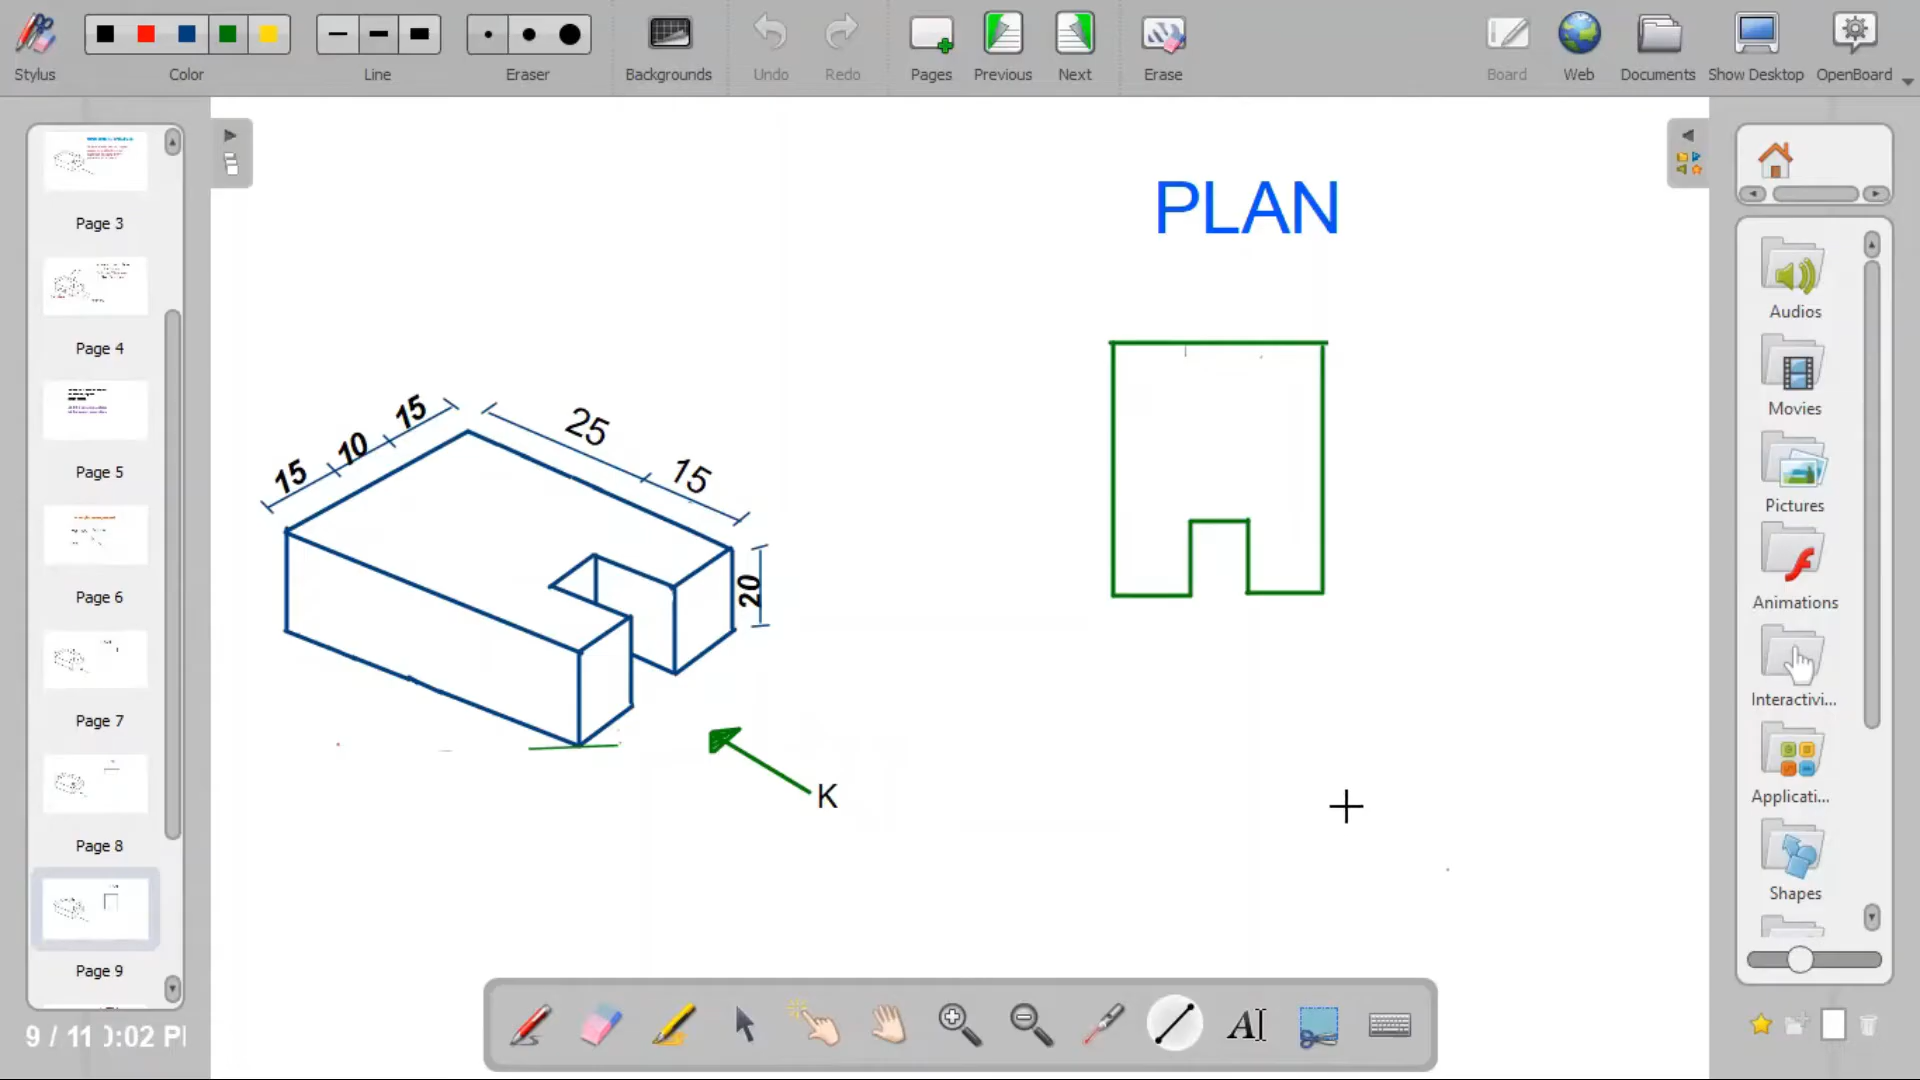 Stylus
Color
Line
Eraser
Backgrounds
Undo
Redo
Pages
Previous
Next
Erase
Board
Web
Documents
Show Desktop
OpenBoard
Page 3
Page 4
Page 5
Page 6
Page 7
Page 8
Page 9
9 / 11
PLAN
15
10
15
25
15
20
K
Audios
Movies
Pictures
Animations
Interactivi...
Applicati...
Shapes
AI